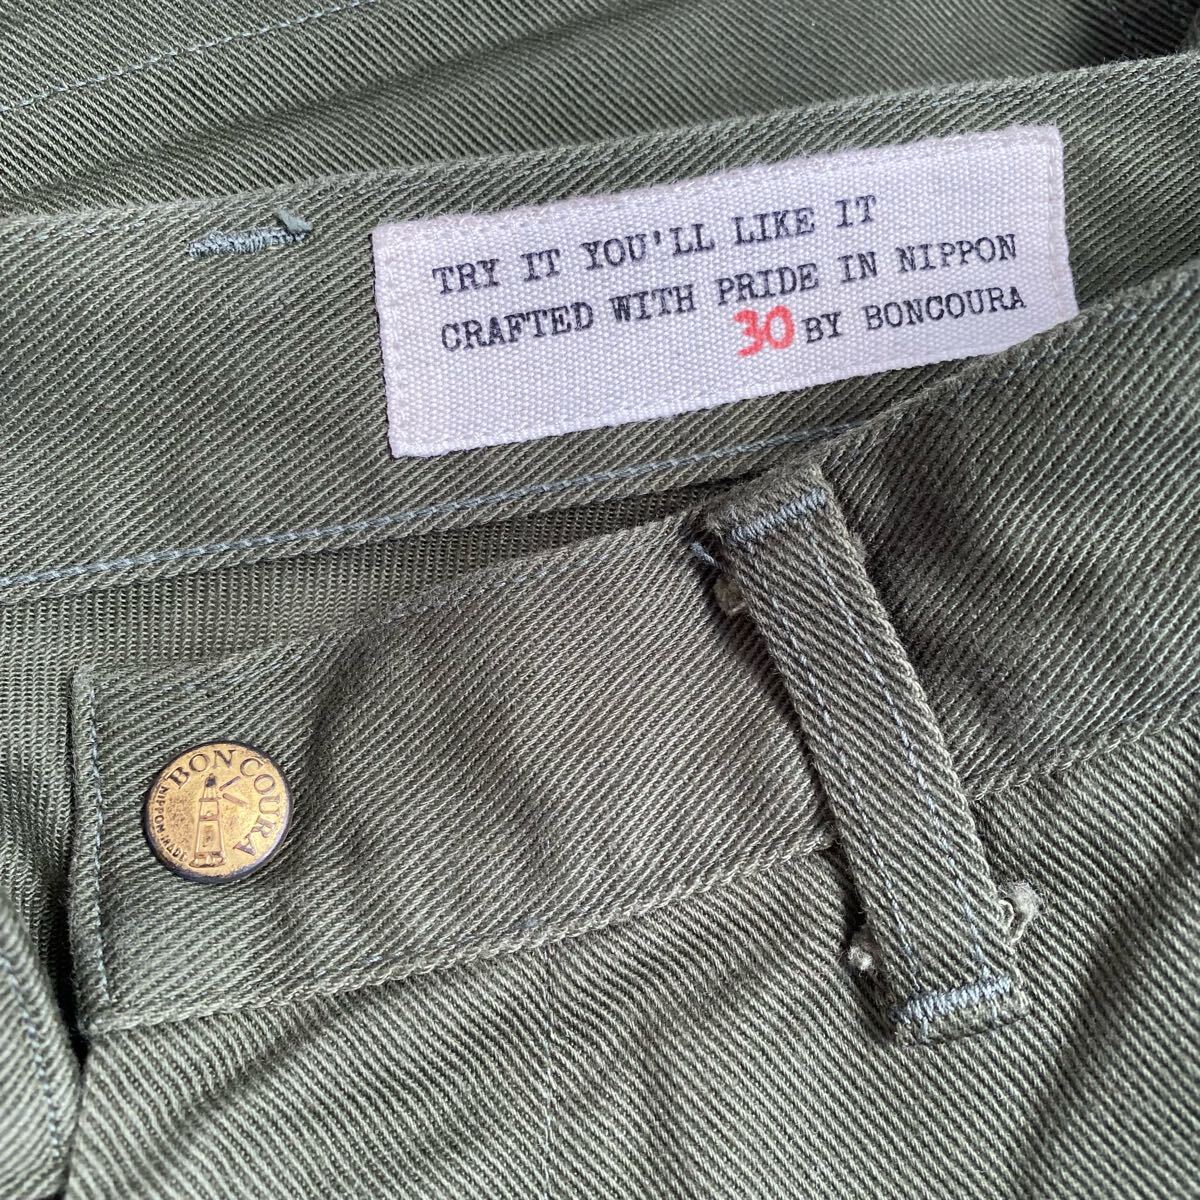 TRY IT YOU'LL LIKE IT
CRAFTED WITH PRIDE IN NIPPON
30 BY BONCOURA
BONCOURA
NIPPON MADE